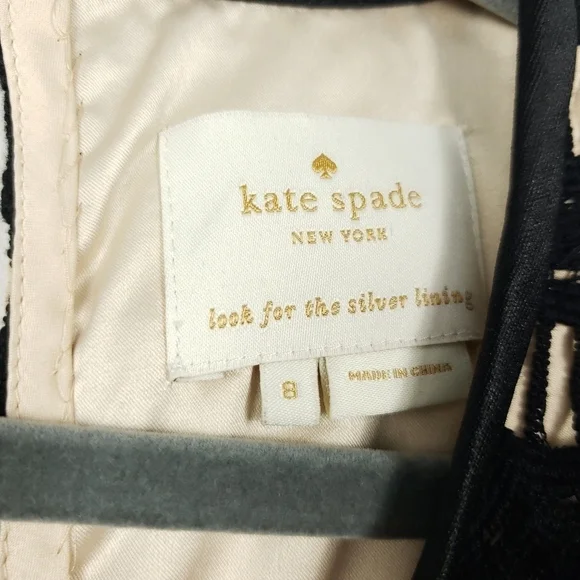 kate spade
NEW YORK
look for the silver lining
8
MADE IN CHINA